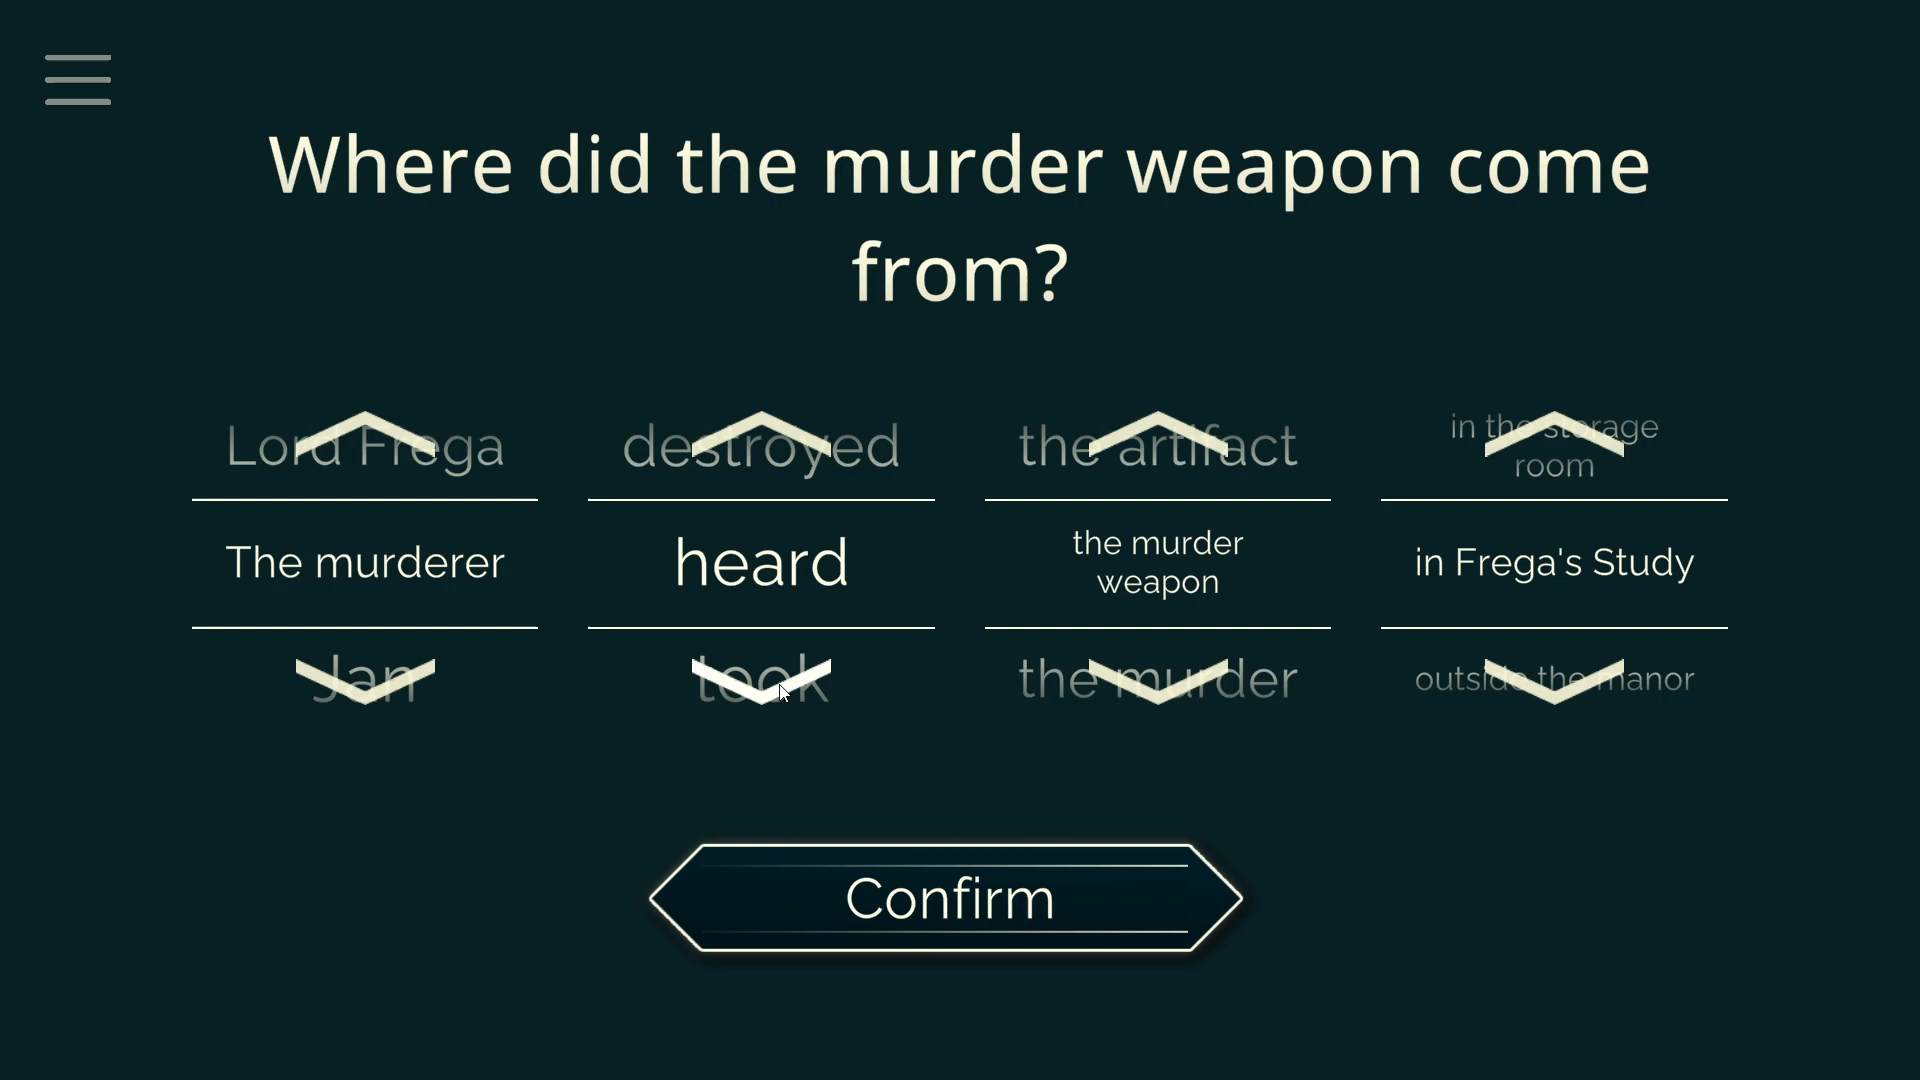 Where did the murder weapon come
from?
Lord Frega
destroyed
the artifact
in the storage
room
The murderer
heard
the murder
weapon
in Frega's Study
Jan
took
the murder
outside the manor
Confirm